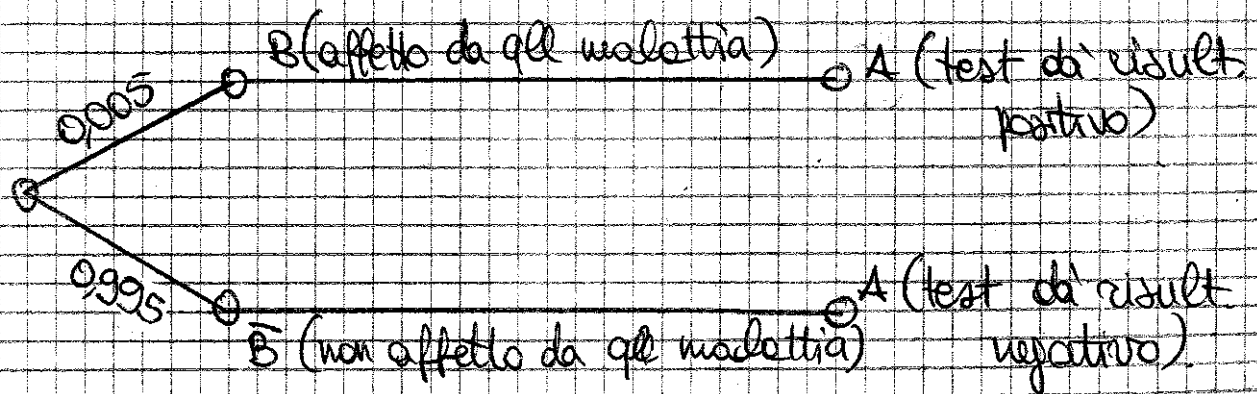 B (affetto da qll malattia)
A (test dà risult.
positivo)
0,005
0,995
A (test dà risult.
negativo).
B̅ (non affetto da qll malattia)